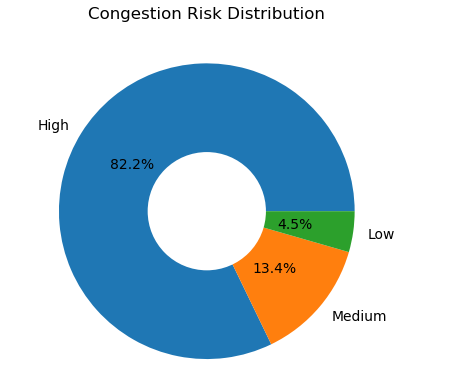 Congestion Risk Distribution
High
82.2%
4.5%
Low
13.4%
Medium